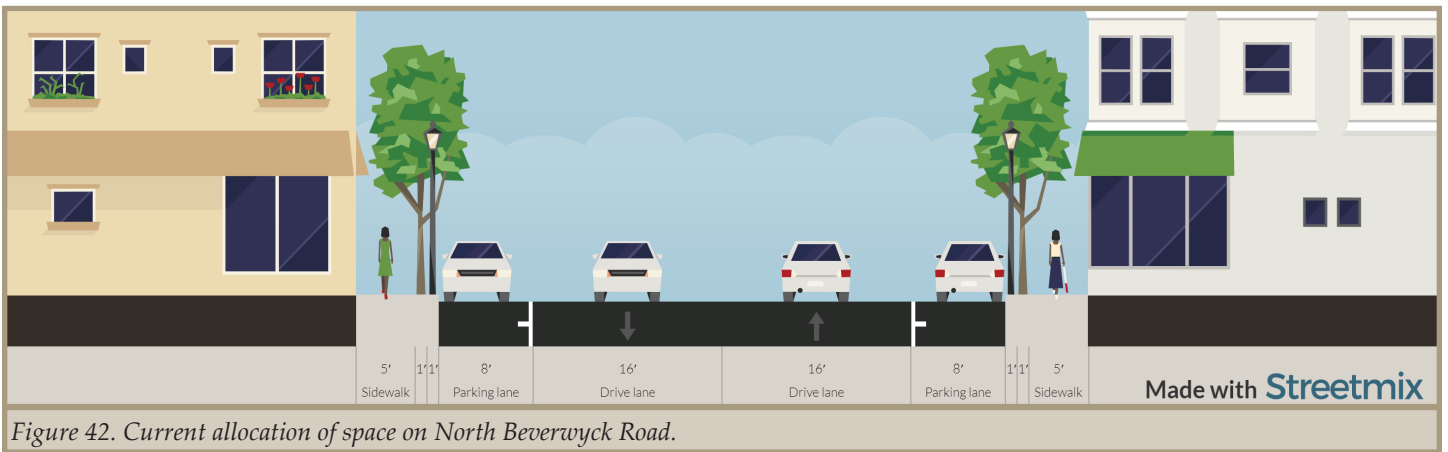 5′ 1′ 1′ 8′ 16′ 16′ 8′ 1′ 1′ 5′
Sidewalk Parking lane Drive lane Drive lane Parking lane Sidewalk
Made with Streetmix
Figure 42. Current allocation of space on North Beverwyck Road.